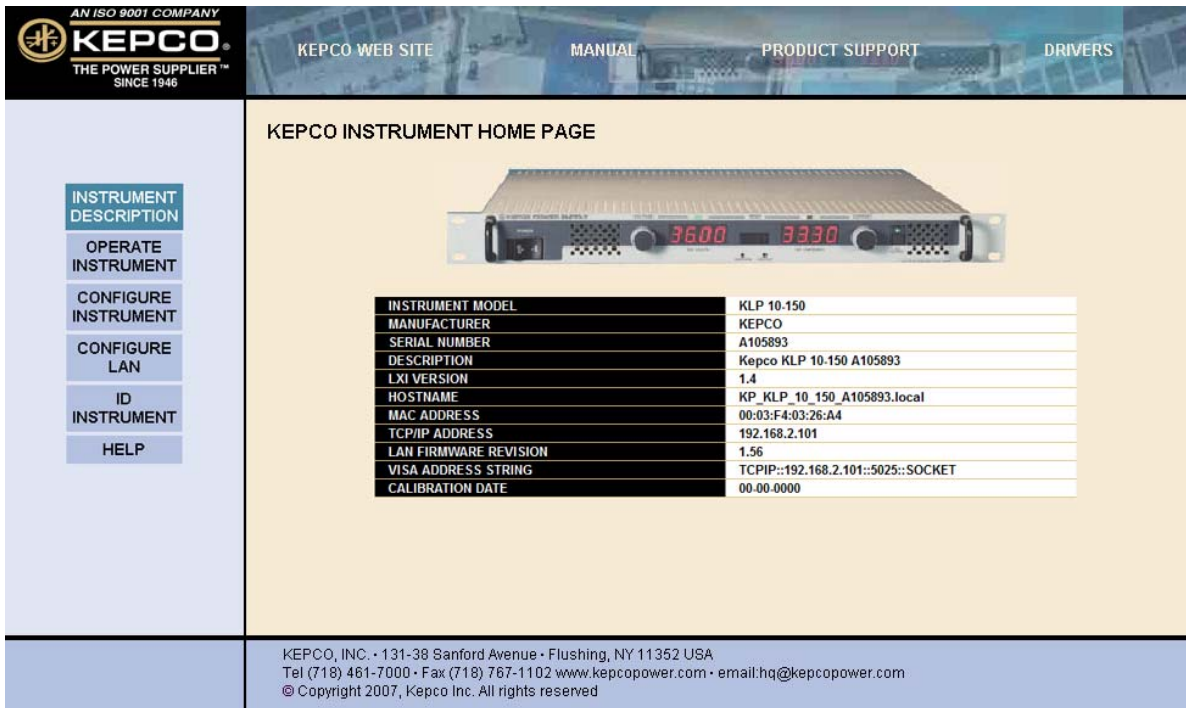 AN ISO 9001 COMPANY
KEPCO®
THE POWER SUPPLIER™
SINCE 1946
KEPCO WEB SITE
MANUAL
PRODUCT SUPPORT
DRIVERS
INSTRUMENT
DESCRIPTION
OPERATE
INSTRUMENT
CONFIGURE
INSTRUMENT
CONFIGURE
LAN
ID
INSTRUMENT
HELP
KEPCO INSTRUMENT HOME PAGE
KEPCO POWER SUPPLY
36.00
33.30
INSTRUMENT MODEL KLP 10-150
MANUFACTURER KEPCO
SERIAL NUMBER A105893
DESCRIPTION Kepco KLP 10-150 A105893
LXI VERSION 1.4
HOSTNAME KP_KLP_10_150_A105893.local
MAC ADDRESS 00:03:F4:03:26:A4
TCP/IP ADDRESS 192.168.2.101
LAN FIRMWARE REVISION 1.56
VISA ADDRESS STRING TCPIP::192.168.2.101::5025::SOCKET
CALIBRATION DATE 00-00-0000
KEPCO, INC. • 131-38 Sanford Avenue • Flushing, NY 11352 USA
Tel (718) 461-7000 • Fax (718) 767-1102 www.kepcopower.com • email:hq@kepcopower.com
© Copyright 2007, Kepco Inc. All rights reserved